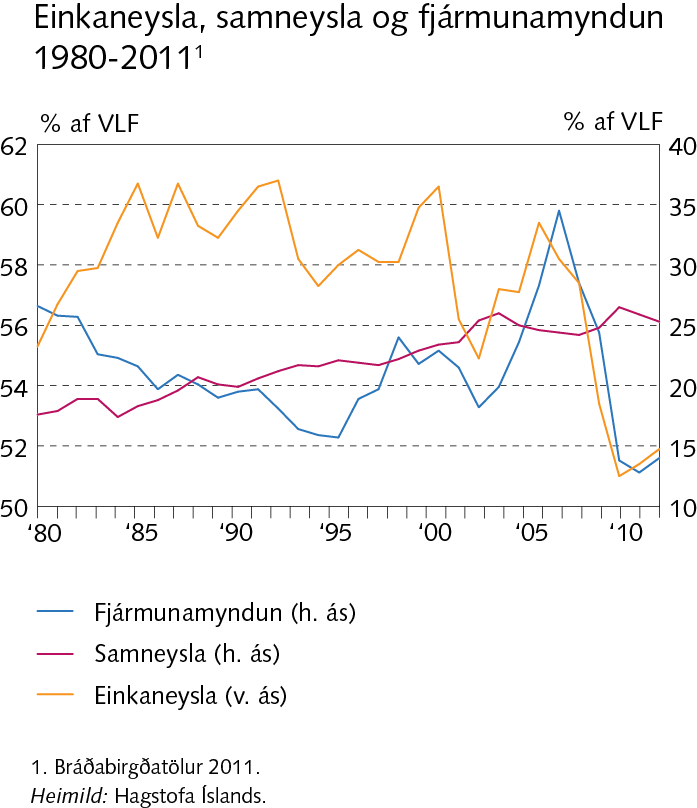 Einkaneysla, samneysla og fjármunamyndun
1980-2011¹
% af VLF
% af VLF
62
60
58
56
54
52
50
40
35
30
25
20
15
10
‘80
‘85
‘90
‘95
‘00
‘05
‘10
Fjármunamyndun (h. ás)
Samneysla (h. ás)
Einkaneysla (v. ás)
1. Bráðabirgðatölur 2011.
Heimild: Hagstofa Íslands.